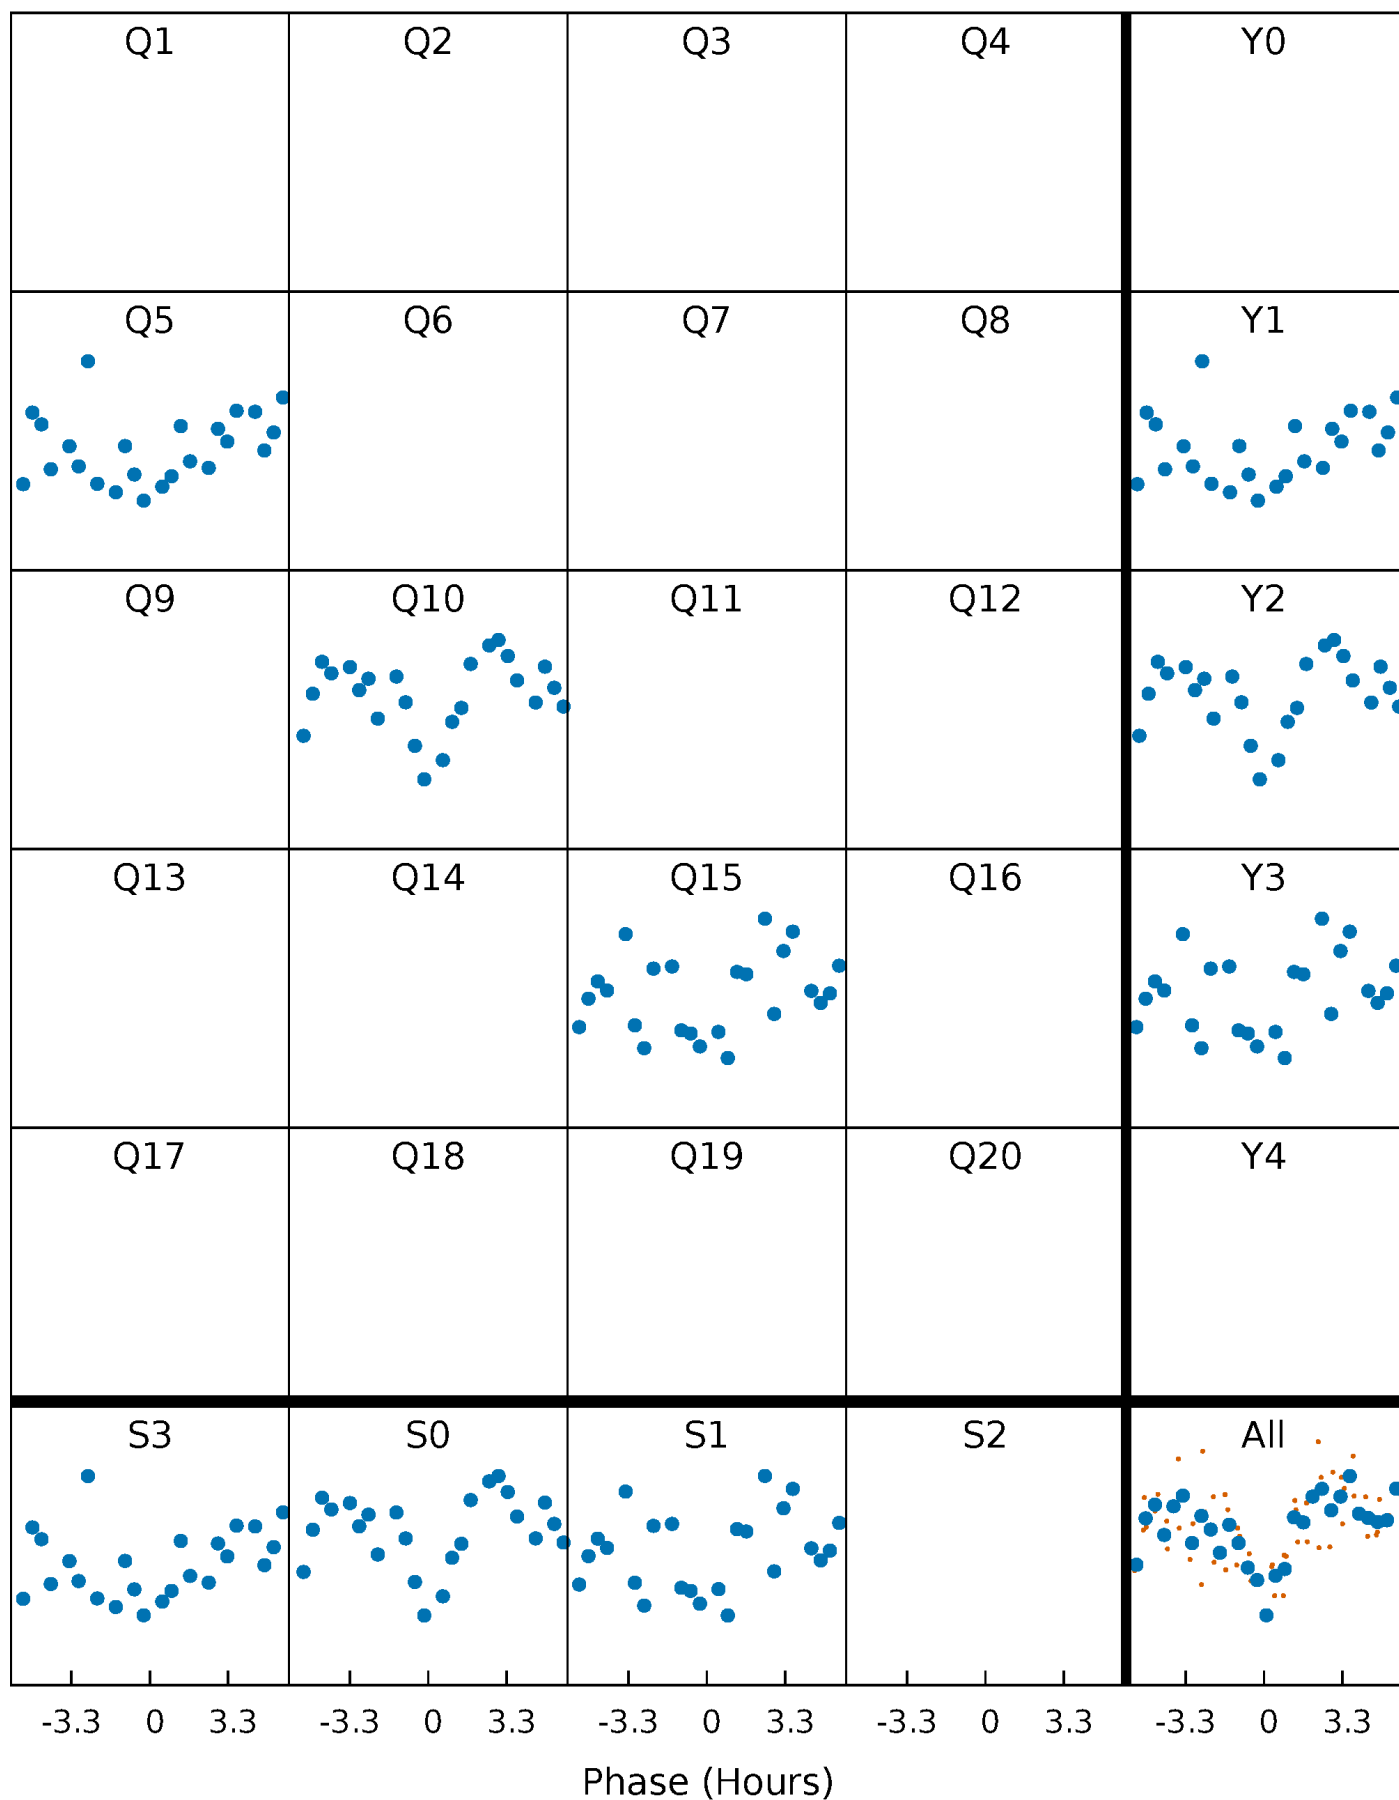 Q1 Q2 Q3 Q4 Y0
Q5 Q6 Q7 Q8 Y1
Q9 Q10 Q11 Q12 Y2
Q13 Q14 Q15 Q16 Y3
Q17 Q18 Q19 Q20 Y4
S3 S0 S1 S2 All
-3.3 0 3.3 -3.3 0 3.3 -3.3 0 3.3 -3.3 0 3.3 -3.3 0 3.3
Phase (Hours)